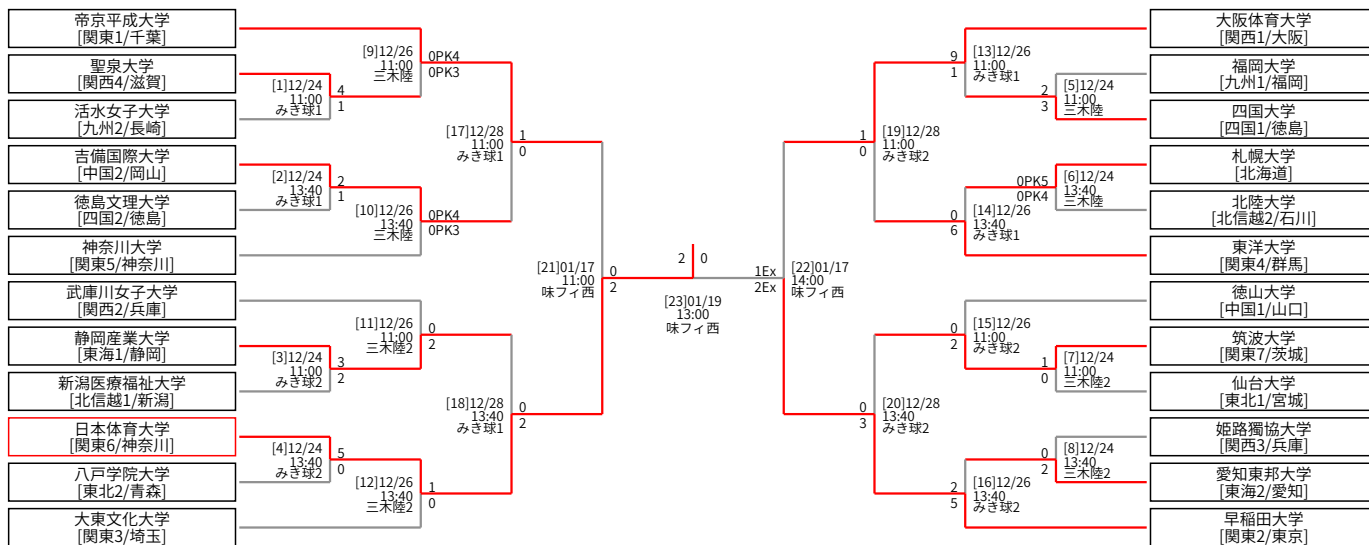 帝京平成大学
[関東1/千葉]
聖泉大学
[関西4/滋賀]
活水女子大学
[九州2/長崎]
吉備国際大学
[中国2/岡山]
徳島文理大学
[四国2/徳島]
神奈川大学
[関東5/神奈川]
武庫川女子大学
[関西2/兵庫]
静岡産業大学
[東海1/静岡]
新潟医療福祉大学
[北信越1/新潟]
日本体育大学
[関東6/神奈川]
八戸学院大学
[東北2/青森]
大東文化大学
[関東3/埼玉]
[1]12/24
11:00
みき球1
4
1
[2]12/24
13:40
みき球1
2
1
[3]12/24
11:00
みき球2
3
2
[4]12/24
13:40
みき球2
5
0
[9]12/26
11:00
三木陸
0PK4
0PK3
[10]12/26
13:40
三木陸
0PK4
0PK3
[11]12/26
11:00
三木陸2
0
2
[12]12/26
13:40
三木陸2
1
0
[17]12/28
11:00
みき球1
1
0
[18]12/28
13:40
みき球1
0
2
[21]01/17
11:00
味フィ西
0
2
2
0
[23]01/19
13:00
味フィ西
1Ex
2Ex
[22]01/17
14:00
味フィ西
1
0
[19]12/28
11:00
みき球2
0
3
[20]12/28
13:40
みき球2
9
1
[13]12/26
11:00
みき球1
0
6
[14]12/26
13:40
みき球1
0
2
[15]12/26
11:00
みき球2
2
5
[16]12/26
13:40
みき球2
2
3
[5]12/24
11:00
三木陸
0PK5
0PK4
[6]12/24
13:40
三木陸
1
0
[7]12/24
11:00
三木陸2
0
2
[8]12/24
13:40
三木陸2
大阪体育大学
[関西1/大阪]
福岡大学
[九州1/福岡]
四国大学
[四国1/徳島]
札幌大学
[北海道]
北陸大学
[北信越2/石川]
東洋大学
[関東4/群馬]
徳山大学
[中国1/山口]
筑波大学
[関東7/茨城]
仙台大学
[東北1/宮城]
姫路獨協大学
[関西3/兵庫]
愛知東邦大学
[東海2/愛知]
早稲田大学
[関東2/東京]